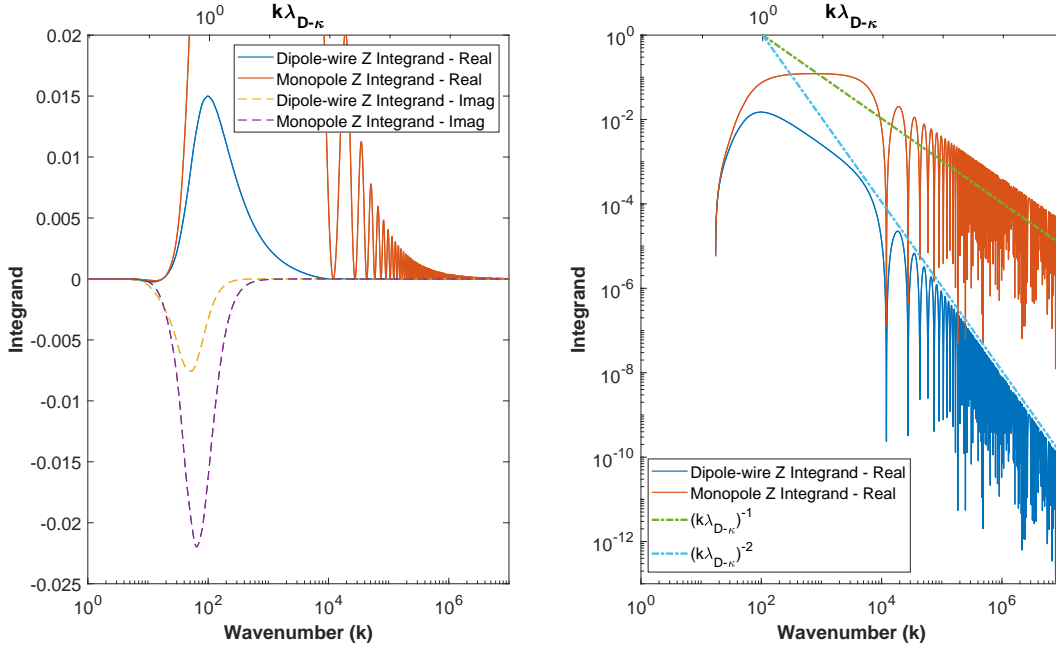 kλD-κ
10^0
0.02
0.015
0.01
0.005
0
-0.005
-0.01
-0.015
-0.02
-0.025
Integrand
Dipole-wire Z Integrand - Real
Monopole Z Integrand - Real
Dipole-wire Z Integrand - Imag
Monopole Z Integrand - Imag
10^0
10^2
10^4
10^6
Wavenumber (k)
kλD-κ
10^0
10^0
10^-2
10^-4
10^-6
10^-8
10^-10
10^-12
Integrand
Dipole-wire Z Integrand - Real
Monopole Z Integrand - Real
(kλD-κ)^-1
(kλD-κ)^-2
10^0
10^2
10^4
10^6
Wavenumber (k)